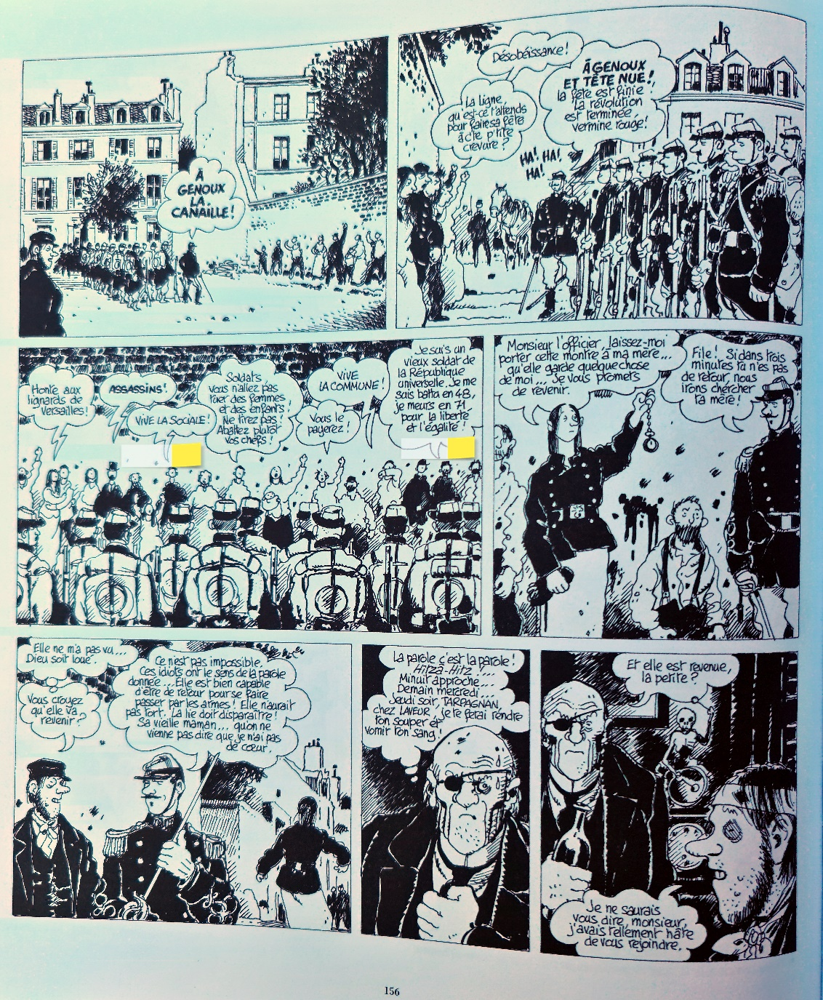 À
GENOUX
LA
CANAILLE !
Désobéissance !
La ligne,
qu'est-ce t'attends
pour faire sa fête
à c'te p'tite
crevure ?
À GENOUX
ET TÊTE NUE !
la fête est finie !
La révolution
est terminée,
vermine rouge !
HA! HA!
HA!
Honte aux
lignards de
Versailles !
ASSASSINS !
VIVE LA SOCIALE !
Soldats,
vous n'allez pas
tuer des femmes
et des enfants !
Ne tirez pas !
Abattez plutôt
vos chefs !
Vous le
payerez !
VIVE
LA COMMUNE !
Je suis un
vieux soldat de
la République
universelle. Je me
suis battu en 48,
je meurs en 71
pour la liberté
et l'égalité !
Monsieur l'officier, laissez-moi
porter cette montre à ma mère...
qu'elle garde quelque chose
de moi... Je vous promets
de revenir.
File ! Si dans trois
minutes tu n'es pas
de retour, nous
irons chercher
ta mère !
Elle ne m'a pas vu...
Dieu soit loué.
Vous croyez
qu'elle va
revenir ?
Ce n'est pas impossible.
Ces idiots ont le sens de la parole
donnée... Elle est bien capable
d'être de retour pour se faire
passer par les armes ! Elle n'aurait
pas tort. La lie doit disparaître !
Sa vieille maman... qu'on ne
vienne pas dire que je n'ai pas
de cœur.
La parole c'est la parole !
Hitzà-Hitz !...
Minuit approche...
Demain mercredi...
Jeudi soir, TARPAGNAN,
chez LAVEUR, je te ferai rendre
ton souper et
vomir ton sang !
Et elle est revenue,
la petite ?
Je ne saurais
vous dire, monsieur,
j'avais tellement hâte
de vous rejoindre.
156